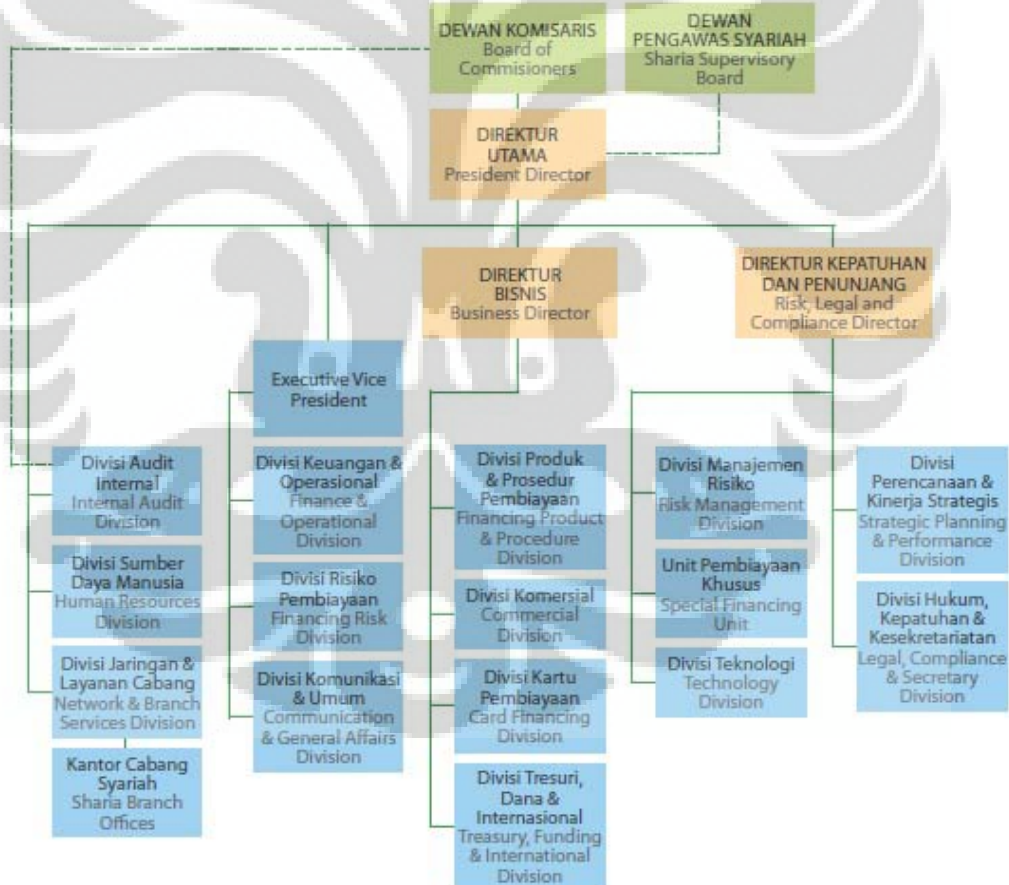 DEWAN KOMISARIS
Board of
Commisioners
DEWAN
PENGAWAS SYARIAH
Sharia Supervisory
Board
DIREKTUR
UTAMA
President Director
DIREKTUR
BISNIS
Business Director
DIREKTUR KEPATUHAN
DAN PENUNJANG
Risk, Legal and
Compliance Director
Executive Vice
President
Divisi Audit
Internal
Internal Audit
Division
Divisi Sumber
Daya Manusia
Human Resources
Division
Divisi Jaringan &
Layanan Cabang
Network & Branch
Services Division
Kantor Cabang
Syariah
Sharia Branch
Offices
Divisi Keuangan &
Operasional
Finance &
Operational
Division
Divisi Risiko
Pembiayaan
Financing Risk
Division
Divisi Komunikasi
& Umum
Communication
& General Affairs
Division
Divisi Produk
& Prosedur
Pembiayaan
Financing Product
& Procedure
Division
Divisi Komersial
Commercial
Division
Divisi Kartu
Pembiayaan
Card Financing
Division
Divisi Tresuri,
Dana &
Internasional
Treasury, Funding
& International
Division
Divisi Manajemen
Risiko
Risk Management
Division
Unit Pembiayaan
Khusus
Special Financing
Unit
Divisi Teknologi
Technology
Division
Divisi
Perencanaan &
Kinerja Strategis
Strategic Planning
& Performance
Division
Divisi Hukum,
Kepatuhan &
Kesekretariatan
Legal, Compliance
& Secretary
Division